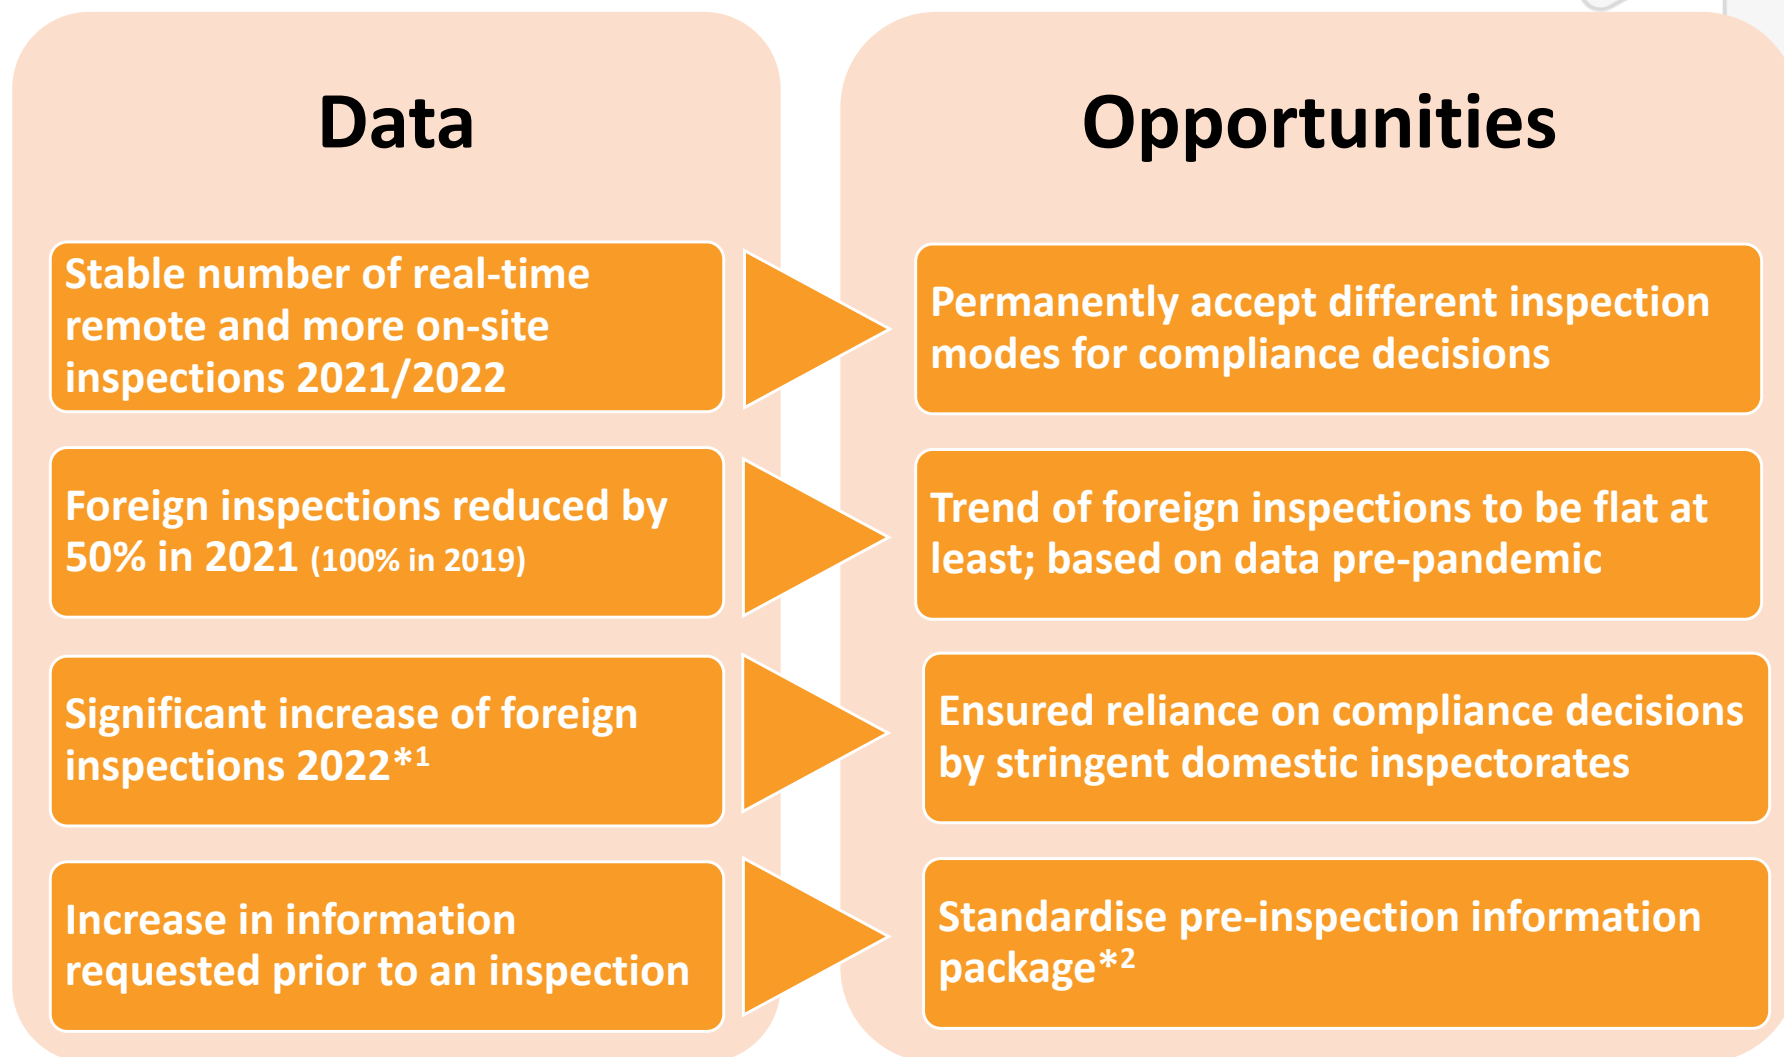 Data
Stable number of real-time
remote and more on-site
inspections 2021/2022
Foreign inspections reduced by
50% in 2021 (100% in 2019)
Significant increase of foreign
inspections 2022*1
Increase in information
requested prior to an inspection
Opportunities
Permanently accept different inspection
modes for compliance decisions
Trend of foreign inspections to be flat at
least; based on data pre-pandemic
Ensured reliance on compliance decisions
by stringent domestic inspectorates
Standardise pre-inspection information
package*2